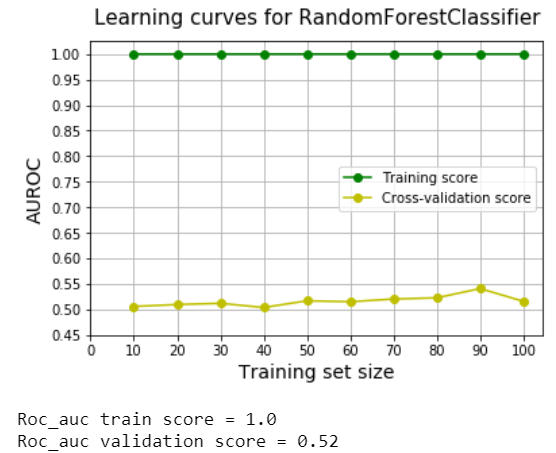 Learning curves for RandomForestClassifier
1.00
0.95
0.90
0.85
0.80
0.75
0.70
0.65
0.60
0.55
0.50
0.45
AUROC
Training score
Cross-validation score
0 10 20 30 40 50 60 70 80 90 100
Training set size
Roc_auc train score = 1.0
Roc_auc validation score = 0.52